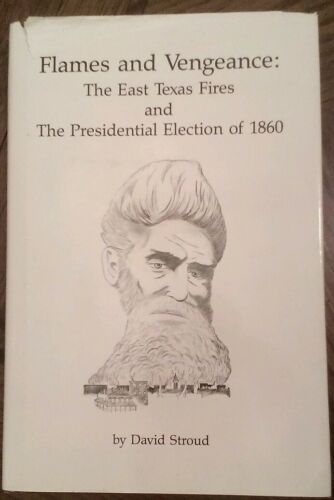 Flames and Vengeance:
The East Texas Fires
and
The Presidential Election of 1860
by David Stroud